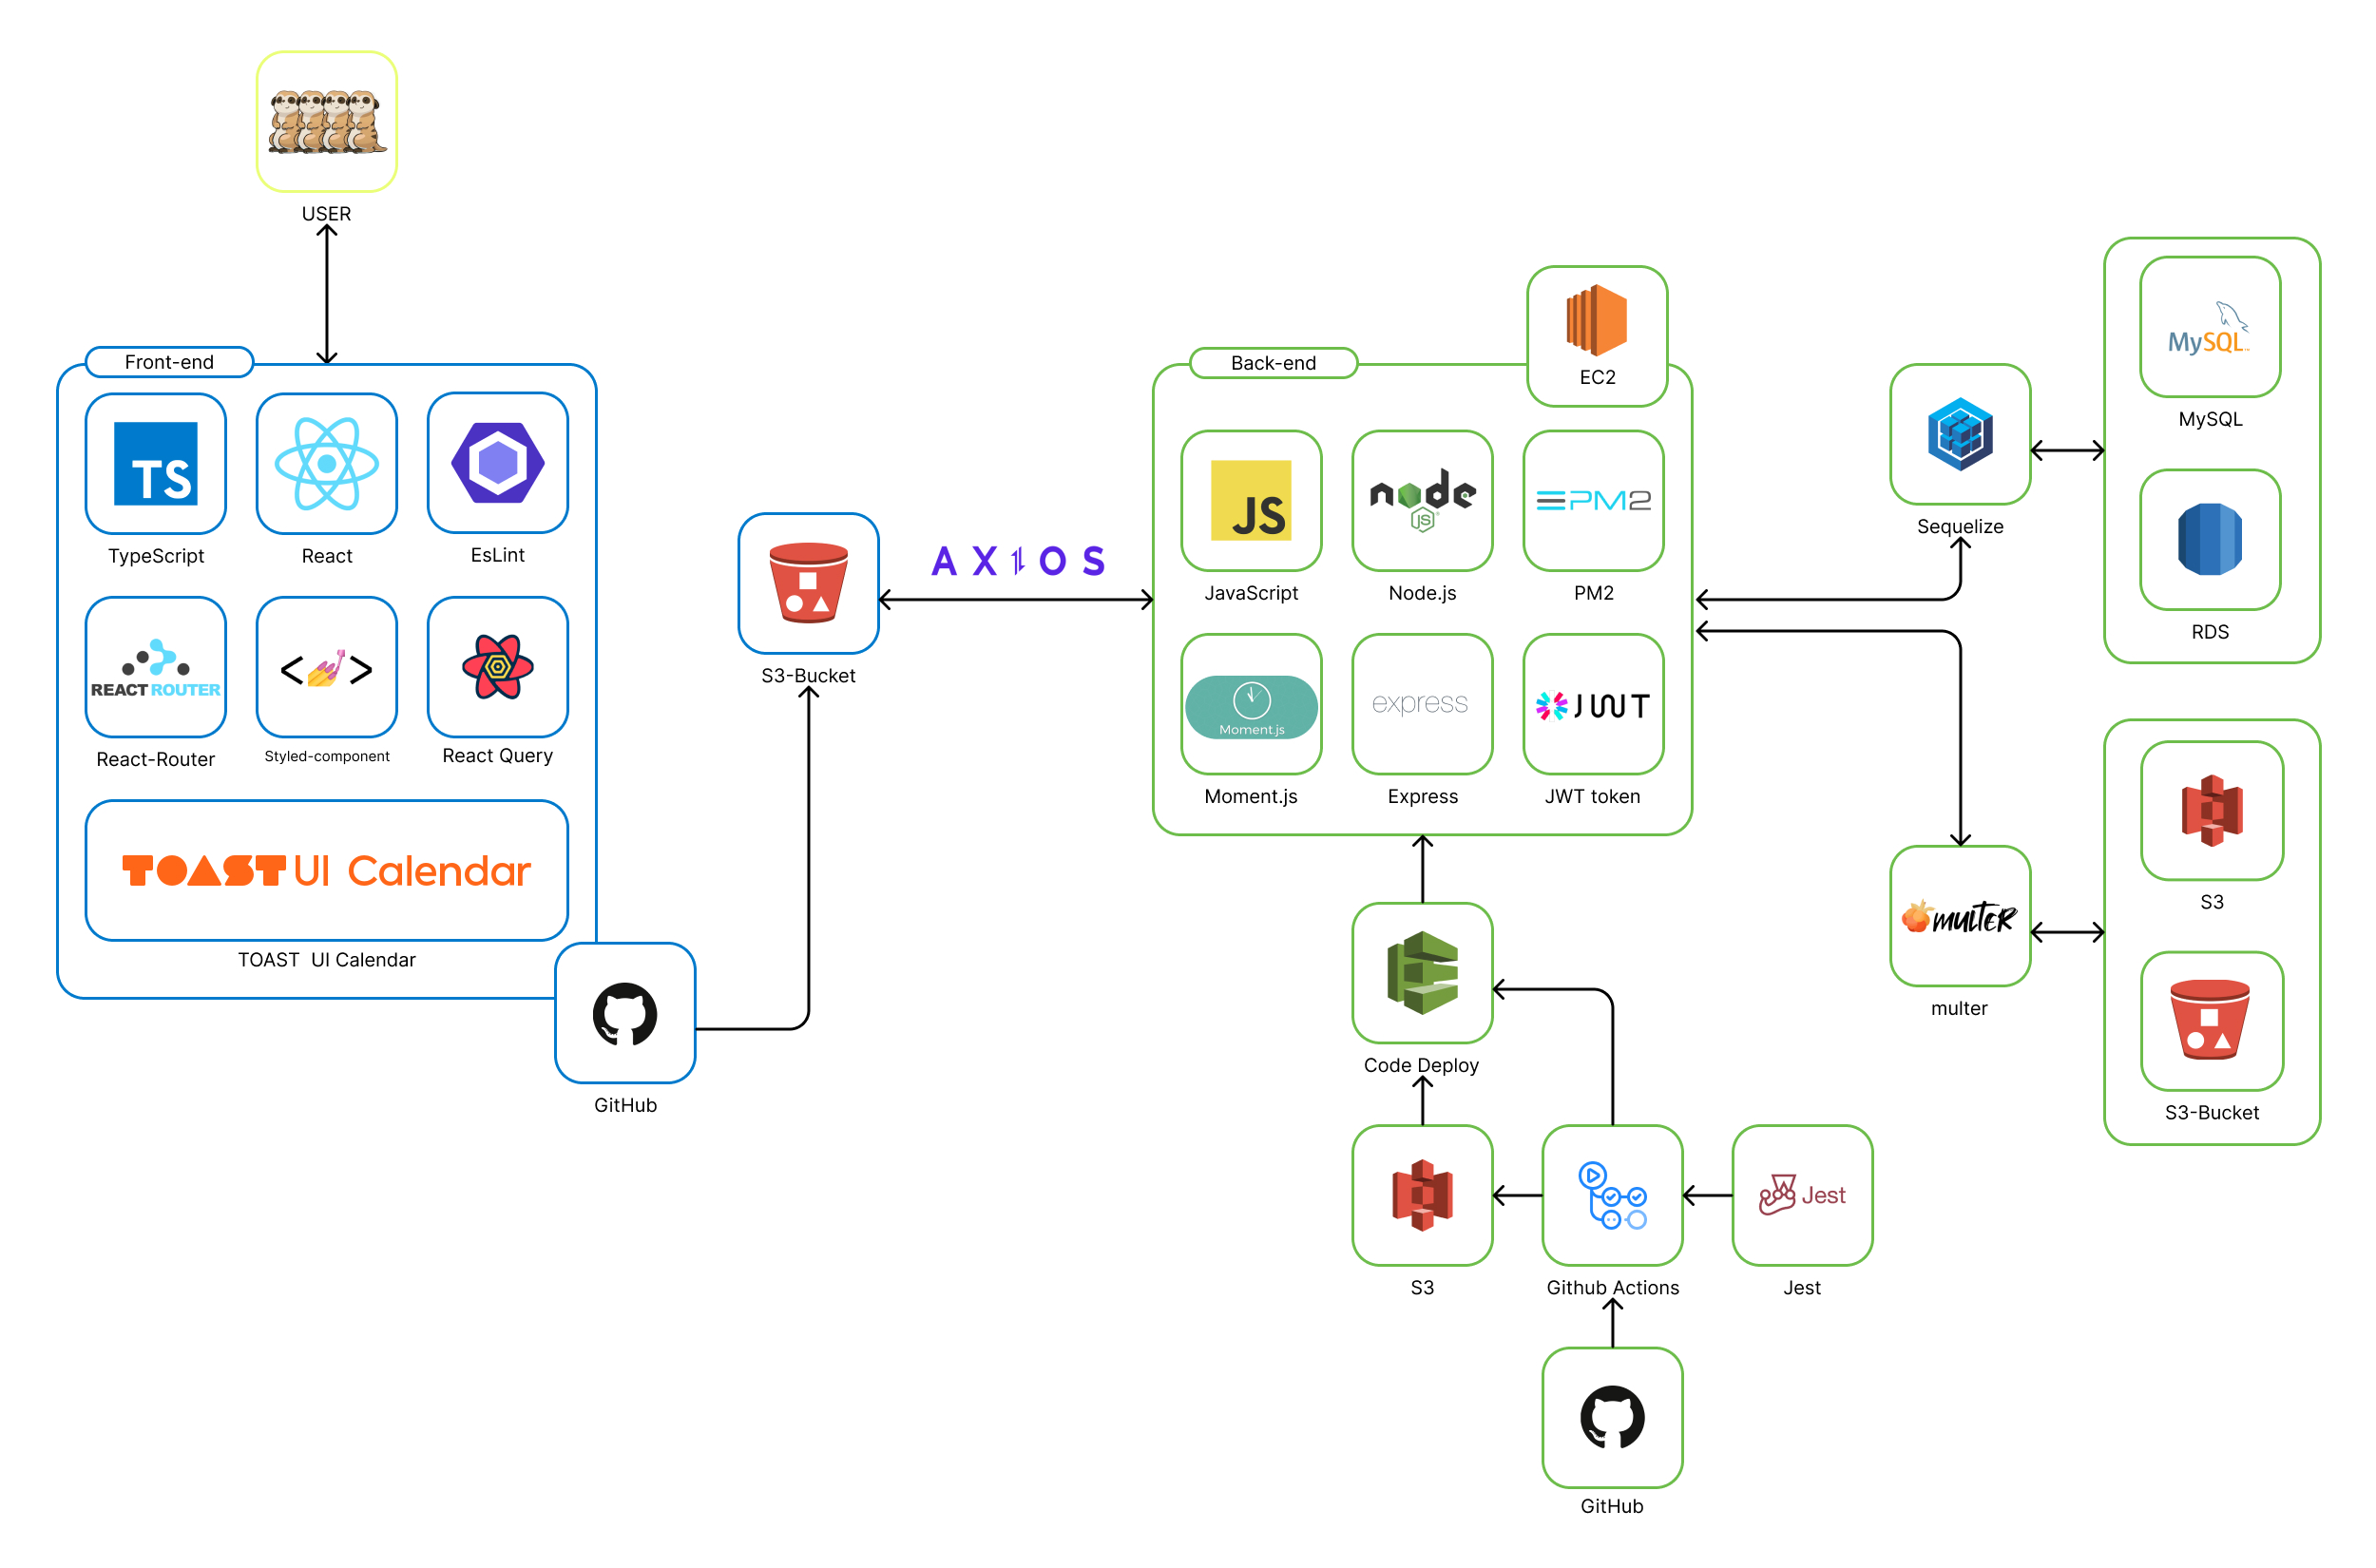 USER
Front-end
TS
TypeScript
React
EsLint
REACT ROUTER
React-Router
< >
Styled-component
React Query
TOAST UI Calendar
TOAST UI Calendar
GitHub
S3-Bucket
AXIOS
Back-end
EC2
JS
JavaScript
node
JS
Node.js
PM2
PM2
Moment.js
Moment.js
express
Express
JWT
JWT token
Code Deploy
S3
Github Actions
Jest
Jest
GitHub
Sequelize
MySQL
MySQL
RDS
MULTER
multer
S3
S3-Bucket